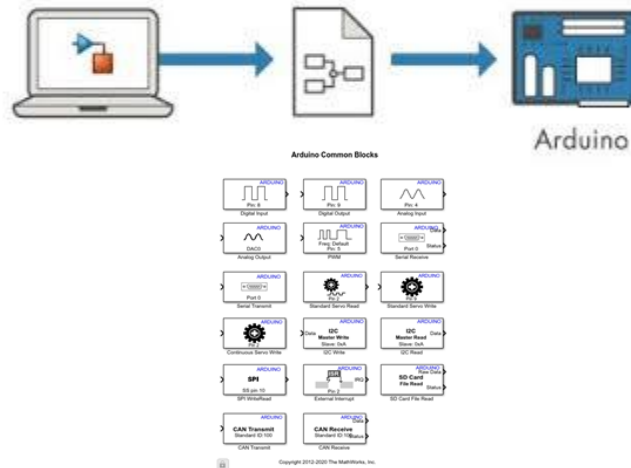 Arduino
Arduino Common Blocks
ARDUINO
Pin: 8
Digital Input
ARDUINO
Pin: 9
Digital Output
ARDUINO
Pin: 4
Analog Input
ARDUINO
DAC0
Analog Output
ARDUINO
Freq: Default
Pin: 5
PWM
ARDUINO
Data
Port 0
Status
Serial Receive
ARDUINO
Port 0
Serial Transmit
ARDUINO
Pin 2
Standard Servo Read
ARDUINO
Standard Servo Write
ARDUINO
Pin 2
Continuous Servo Write
ARDUINO
I2C
Data
Master Write
Slave: 0xA
I2C Write
ARDUINO
I2C
Master Read
Data
Slave: 0xA
I2C Read
ARDUINO
SPI
SS pin 10
SPI WriteRead
ARDUINO
IRQ
Pin 2
External Interrupt
ARDUINO
Raw Data
SD Card
File Read
Status
SD Card File Read
ARDUINO
CAN Transmit
Standard ID:100
CAN Transmit
ARDUINO
Data
CAN Receive
Standard ID:100
Status
CAN Receive
Copyright 2012-2020 The MathWorks, Inc.